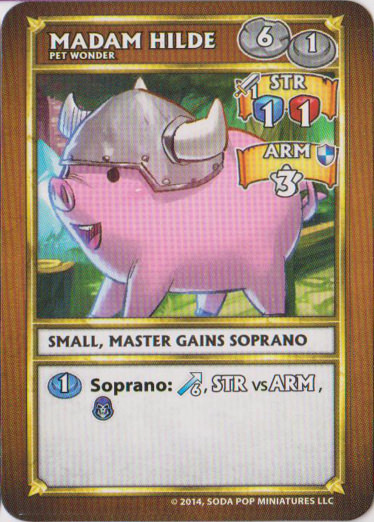 MADAM HILDE 6 1
PET WONDER
1 STR
1 1
ARM
3
SMALL, MASTER GAINS SOPRANO
1 Soprano: 6, STR vs ARM,
© 2014, SODA POP MINIATURES LLC